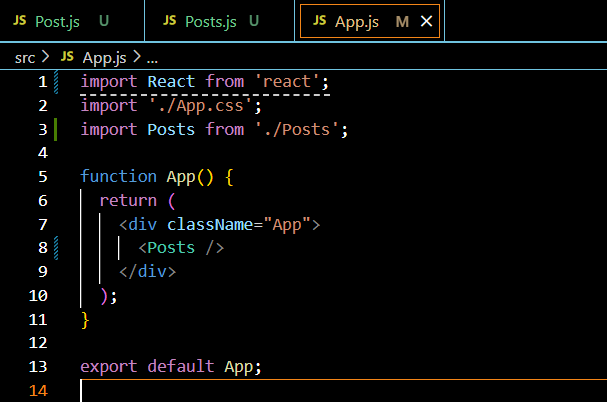 JS Post.js U JS Posts.js U JS App.js M ×
src > JS App.js > ...
1 import React from 'react';
2 import './App.css';
3 import Posts from './Posts';
4
5 function App() {
6   return (
7     <div className="App">
8       <Posts />
9     </div>
10   );
11 }
12
13 export default App;
14